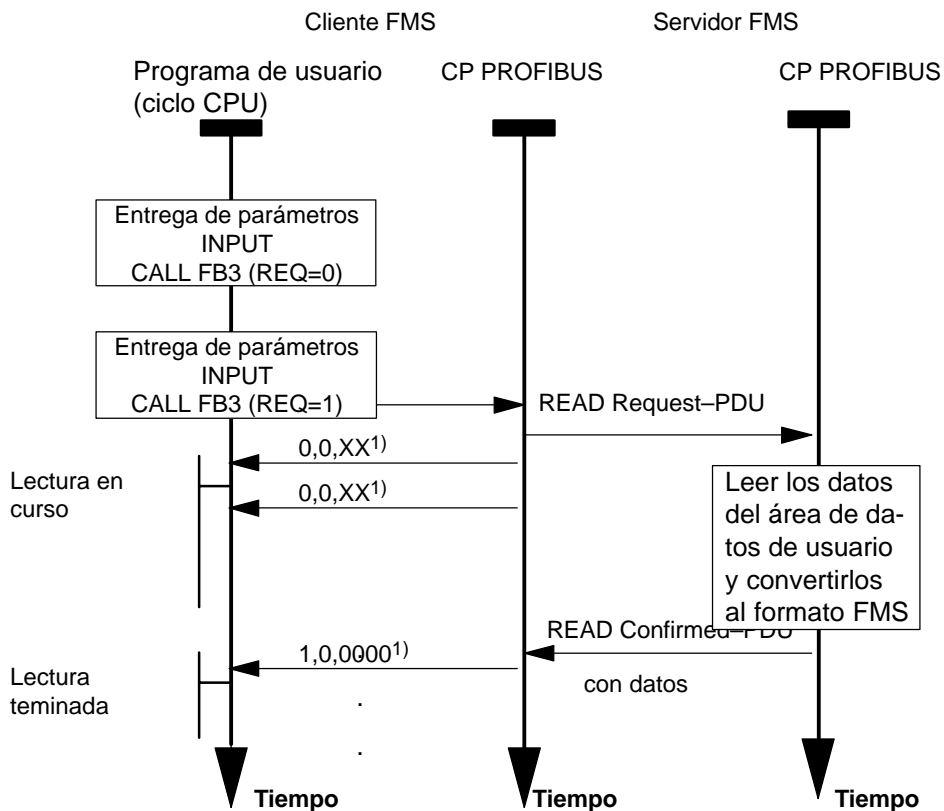 Cliente FMS
Servidor FMS
Programa de usuario
(ciclo CPU)
CP PROFIBUS
CP PROFIBUS
Entrega de parámetros
INPUT
CALL FB3 (REQ=0)
Entrega de parámetros
INPUT
CALL FB3 (REQ=1)
READ Request–PDU
0,0,XX1)
Lectura en
curso
0,0,XX1)
Leer los datos
del área de da-
tos de usuario
y convertirlos
al formato FMS
READ Confirmed–PDU
1,0,00001)
con datos
Lectura
teminada
.
.
Tiempo
Tiempo
Tiempo